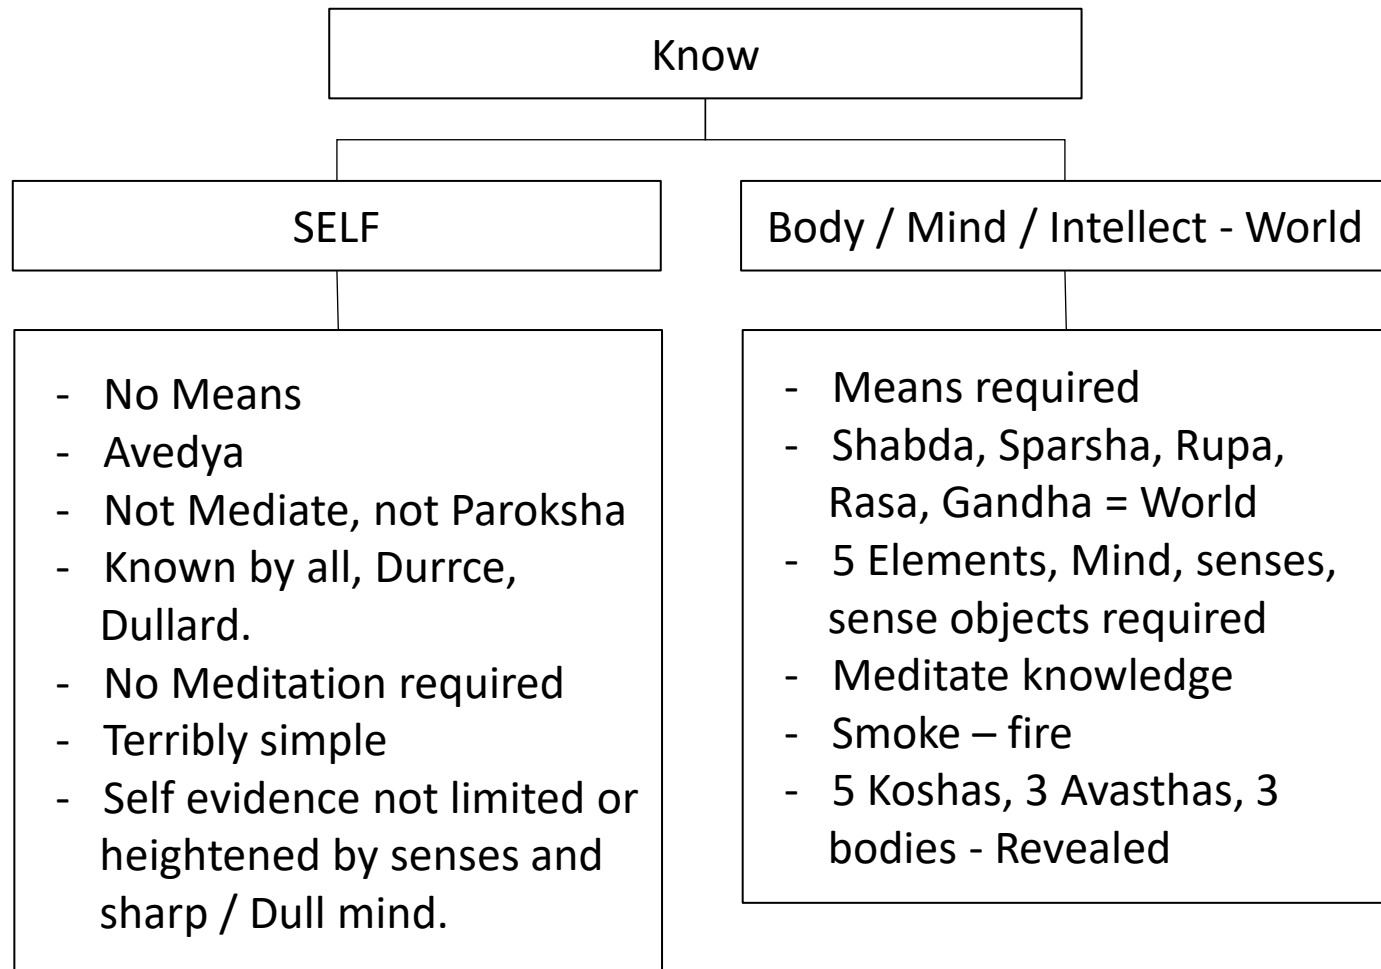 Know
SELF
Body / Mind / Intellect - World
- No Means
- Avedya
- Not Mediate, not Paroksha
- Known by all, Durrce,
Dullard.
- No Meditation required
- Terribly simple
- Self evidence not limited or
heightened by senses and
sharp / Dull mind.
- Means required
- Shabda, Sparsha, Rupa,
Rasa, Gandha = World
- 5 Elements, Mind, senses,
sense objects required
- Meditate knowledge
- Smoke – fire
- 5 Koshas, 3 Avasthas, 3
bodies - Revealed